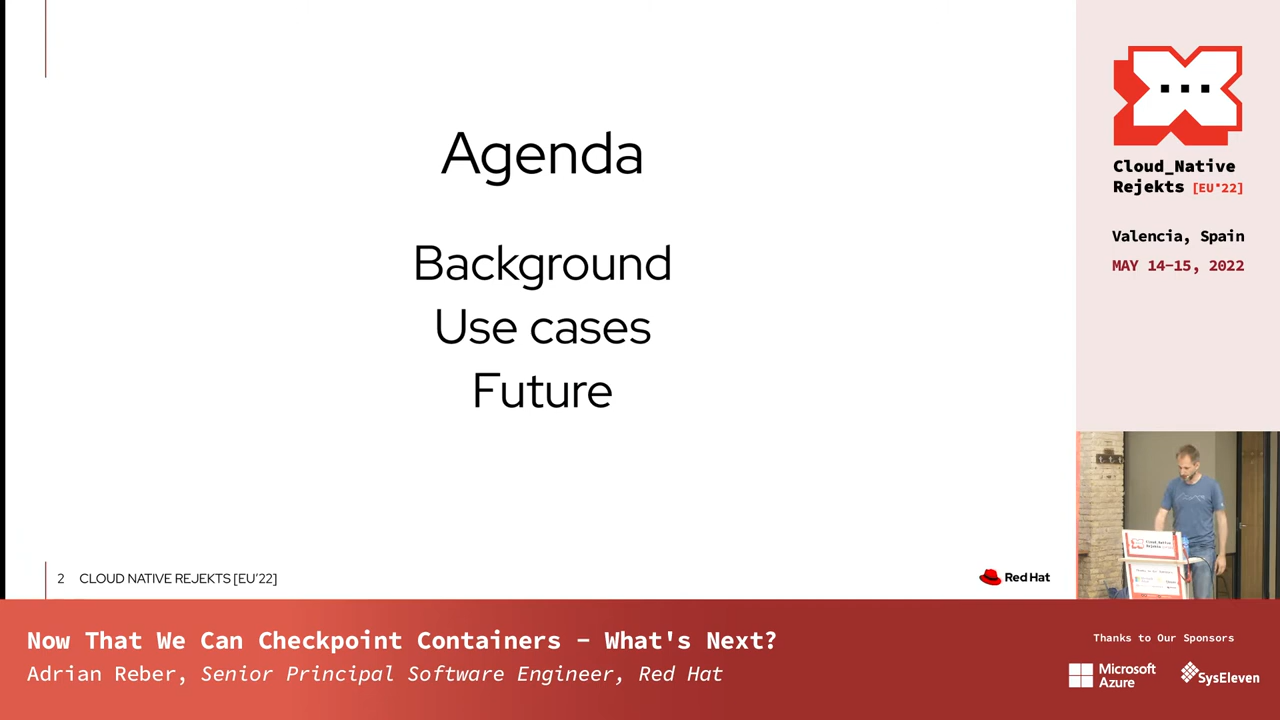 Agenda
Background
Use cases
Future
2 CLOUD NATIVE REJEKTS [EU'22]
Red Hat
Cloud_Native
Rejekts [EU*22]
Valencia, Spain
MAY 14-15, 2022
Now That We Can Checkpoint Containers - What's Next?
Adrian Reber, Senior Principal Software Engineer, Red Hat
Thanks to Our Sponsors
Microsoft
Azure
SysEleven